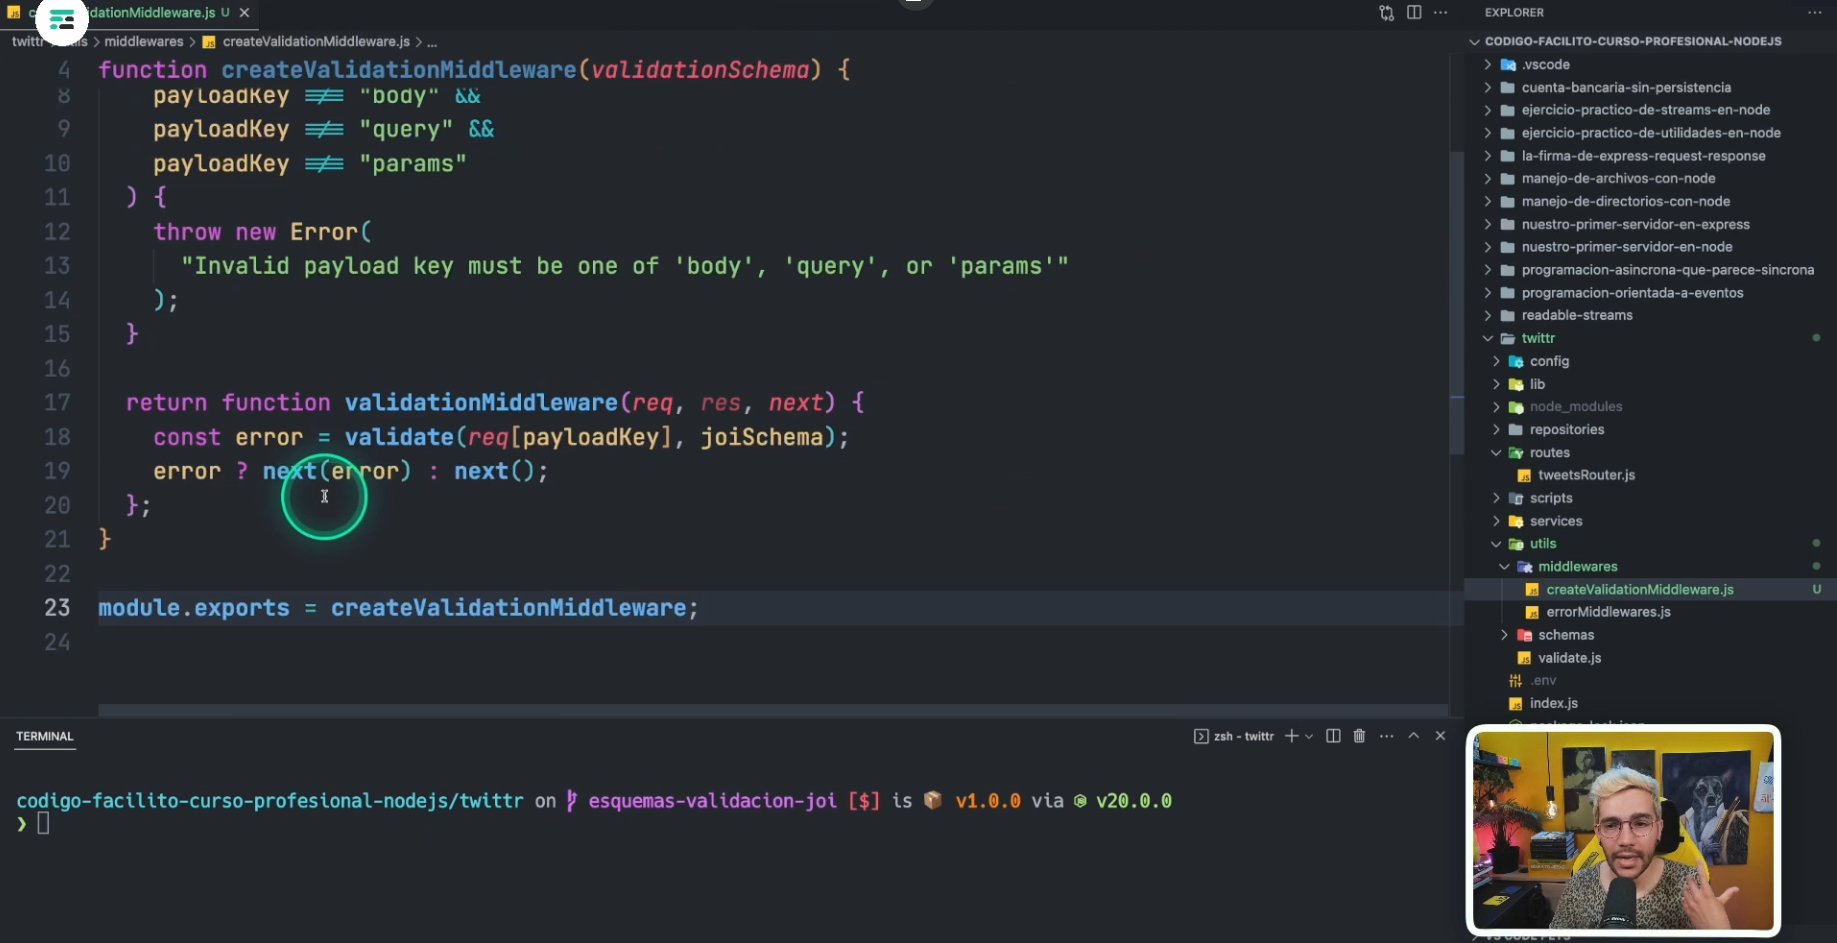 dationMiddleware.js U ×
twittr > utils > middlewares > createValidationMiddleware.js > ...
4 function createValidationMiddleware(validationSchema) {
8 payloadKey !== "body" &&
9 payloadKey !== "query" &&
10 payloadKey !== "params"
11 ) {
12 throw new Error(
13 "Invalid payload key must be one of 'body', 'query', or 'params'"
14 );
15 }
16
17 return function validationMiddleware(req, res, next) {
18 const error = validate(req[payloadKey], joiSchema);
19 error ? next(error) : next();
20 };
21 }
22
23 module.exports = createValidationMiddleware;
24
TERMINAL
zsh - twittr
codigo-facilito-curso-profesional-nodejs/twittr on esquemas-validacion-joi [$] is 📦 v1.0.0 via v20.0.0
❯
EXPLORER
CODIGO-FACILITO-CURSO-PROFESIONAL-NODEJS
.vscode
cuenta-bancaria-sin-persistencia
ejercicio-practico-de-streams-en-node
ejercicio-practico-de-utilidades-en-node
la-firma-de-express-request-response
manejo-de-archivos-con-node
manejo-de-directorios-con-node
nuestro-primer-servidor-en-express
nuestro-primer-servidor-en-node
programacion-asincrona-que-parece-sincrona
programacion-orientada-a-eventos
readable-streams
twittr
config
lib
node_modules
repositories
routes
tweetsRouter.js
scripts
services
utils
middlewares
createValidationMiddleware.js U
errorMiddlewares.js
schemas
validate.js
.env
index.js